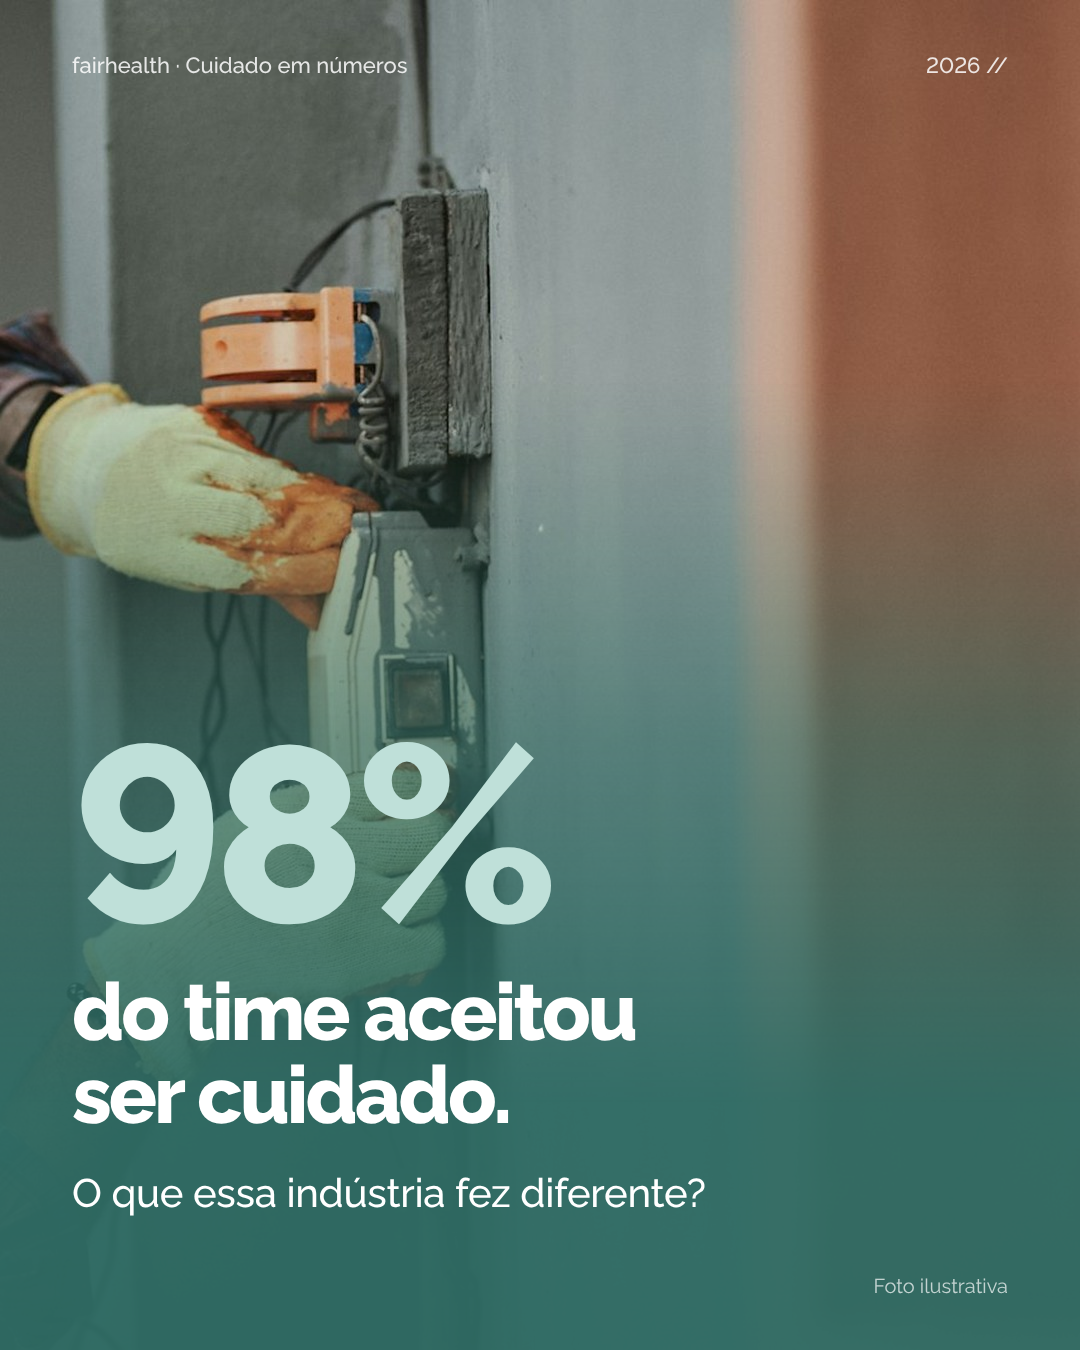 fairhealth · Cuidado em números
2026 //
98%
do time aceitou
ser cuidado.
O que essa indústria fez diferente?
Foto ilustrativa